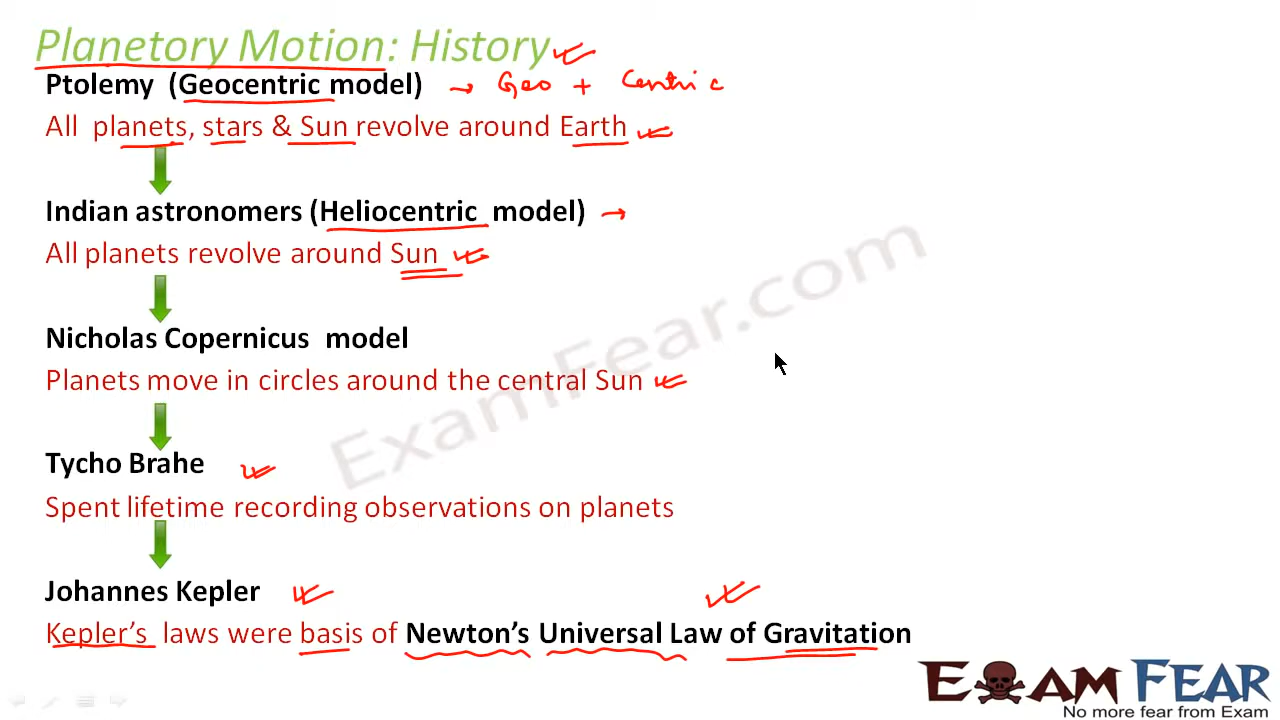 Planetory Motion: History
Ptolemy (Geocentric model) → Geo + Centric
All planets, stars & Sun revolve around Earth
Indian astronomers (Heliocentric model) →
All planets revolve around Sun
Nicholas Copernicus model
Planets move in circles around the central Sun
Tycho Brahe
Spent lifetime recording observations on planets
Johannes Kepler
Kepler's laws were basis of Newton's Universal Law of Gravitation
ExamFear.com
EXAM FEAR
No more fear from Exam